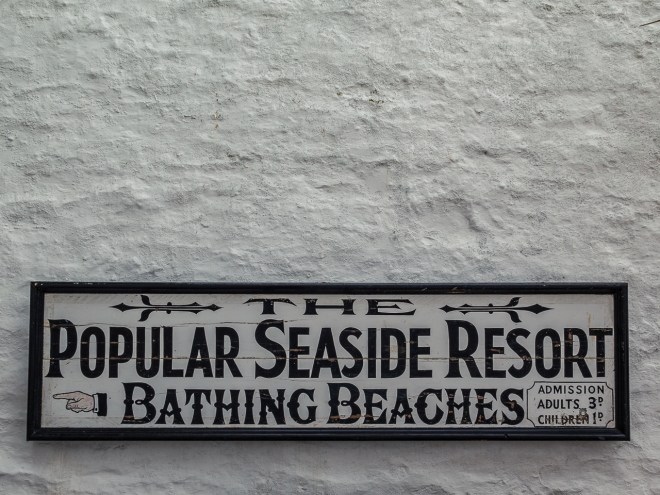 THE
POPULAR SEASIDE RESORT
BATHING BEACHES
ADMISSION
ADULTS 3D
CHILDREN 1D